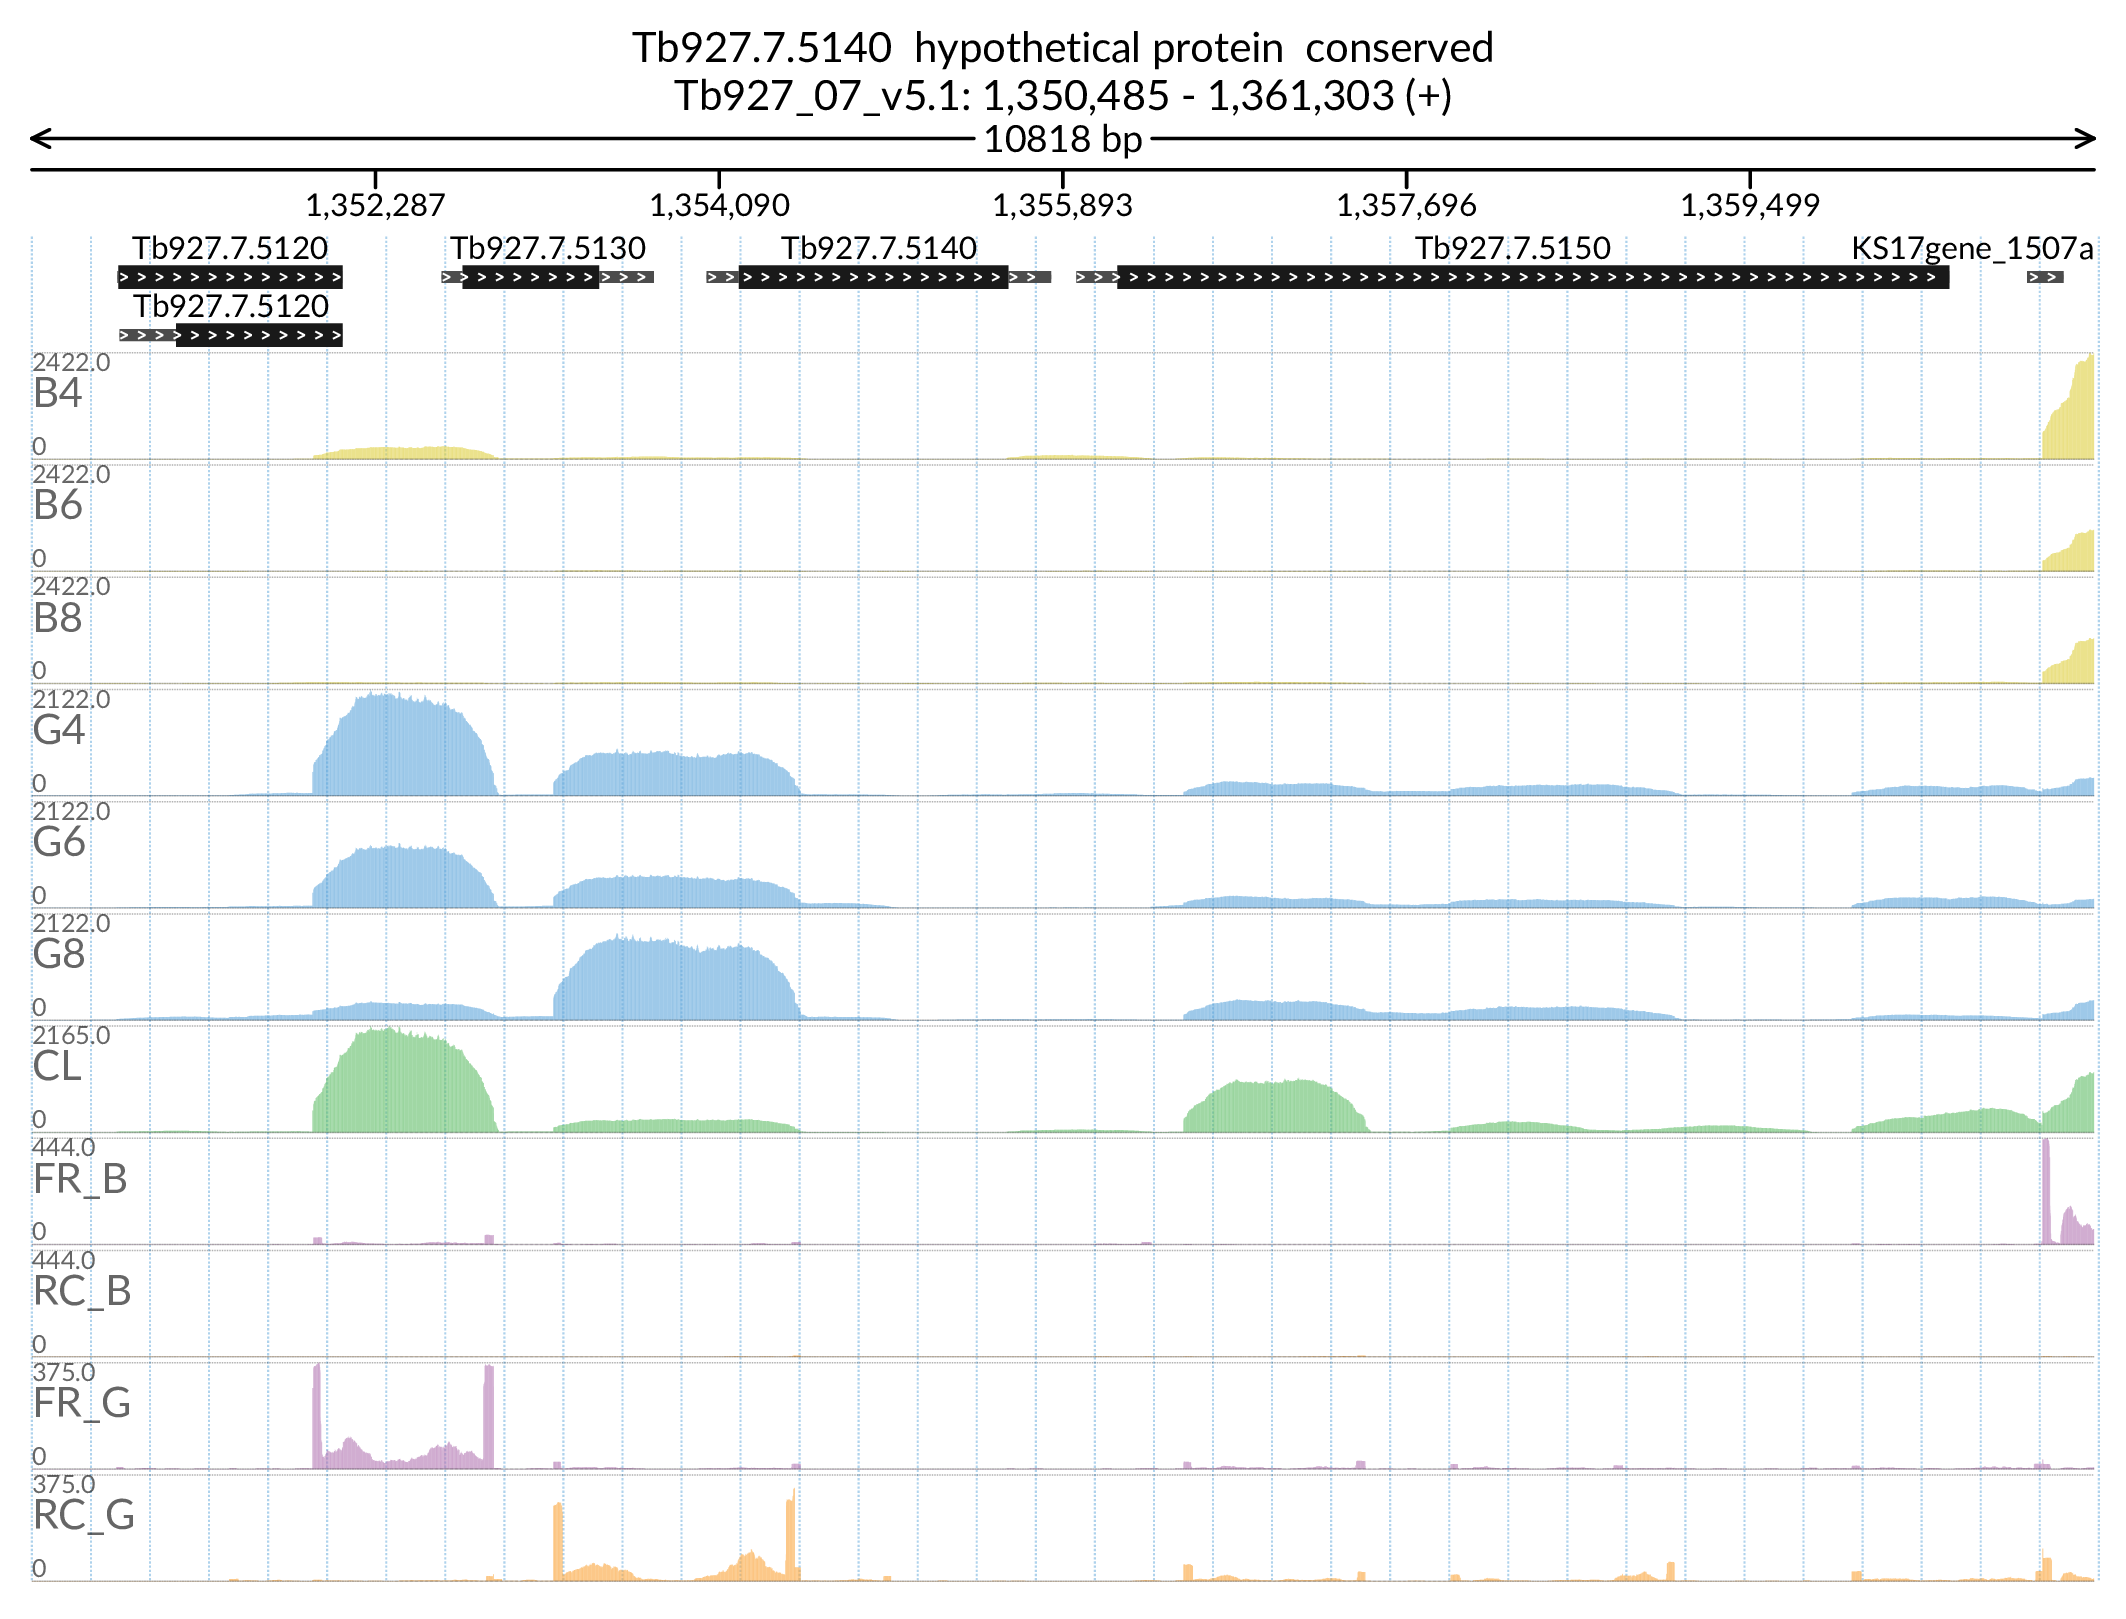 Tb927.7.5140  hypothetical protein  conserved
Tb927_07_v5.1: 1,350,485 - 1,361,303 (+)
10818 bp
1,352,287 1,354,090 1,355,893 1,357,696 1,359,499
Tb927.7.5120 Tb927.7.5130 Tb927.7.5140 Tb927.7.5150 KS17gene_1507a
Tb927.7.5120
2422.0
B4
0
2422.0
B6
0
2422.0
B8
0
2122.0
G4
0
2122.0
G6
0
2122.0
G8
0
2165.0
CL
0
444.0
FR_B
0
444.0
RC_B
0
375.0
FR_G
0
375.0
RC_G
0